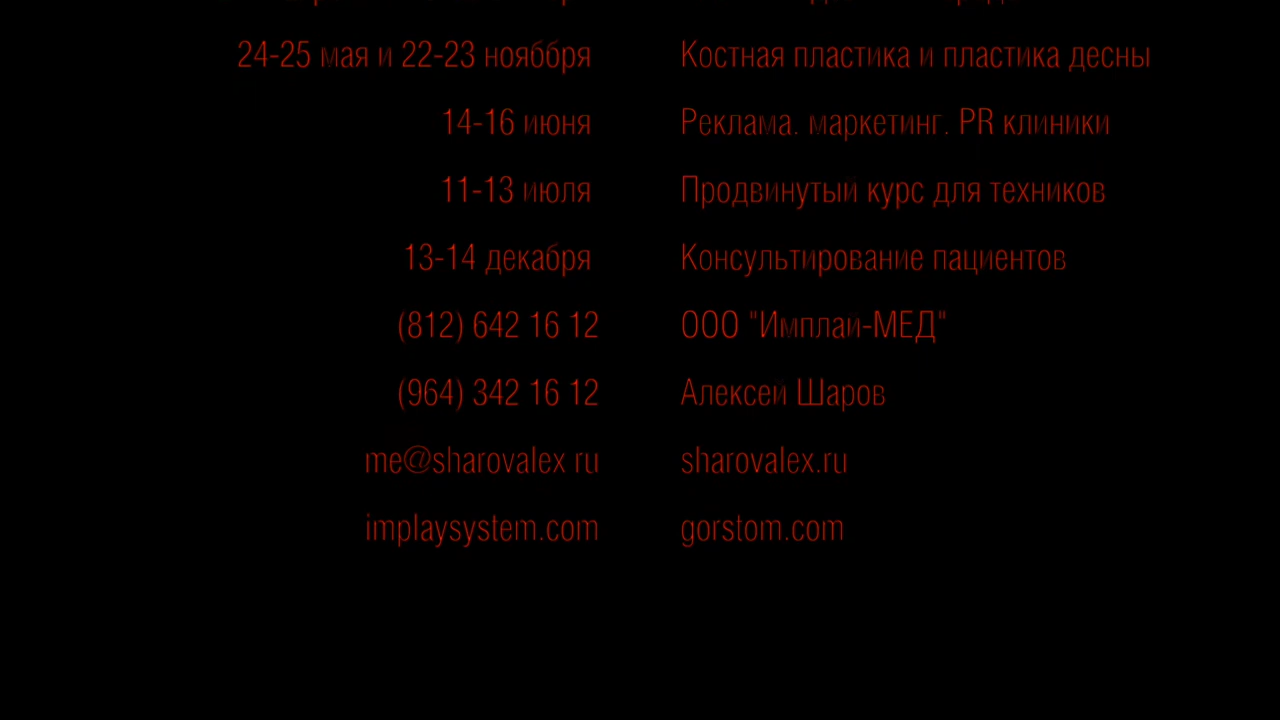 24-25 мая и 22-23 нояббря Костная пластика и пластика десны
14-16 июня Реклама. маркетинг. PR клиники
11-13 июля Продвинутый курс для техников
13-14 декабря Консультирование пациентов
(812) 642 16 12 ООО "Имплаи-МЕД"
(964) 342 16 12 Алексей Шаров
me@sharovalex ru sharovalex.ru
implaysystem.com gorstom.com